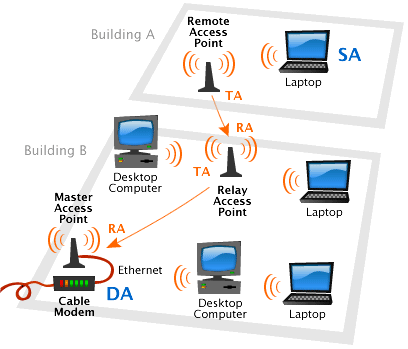 Building A
Remote
Access
Point
SA
Laptop
TA
RA
Building B
Desktop
Computer
TA
Relay
Access
Point
Laptop
Master
Access
Point
RA
Ethernet
Cable
Modem
DA
Desktop
Computer
Laptop